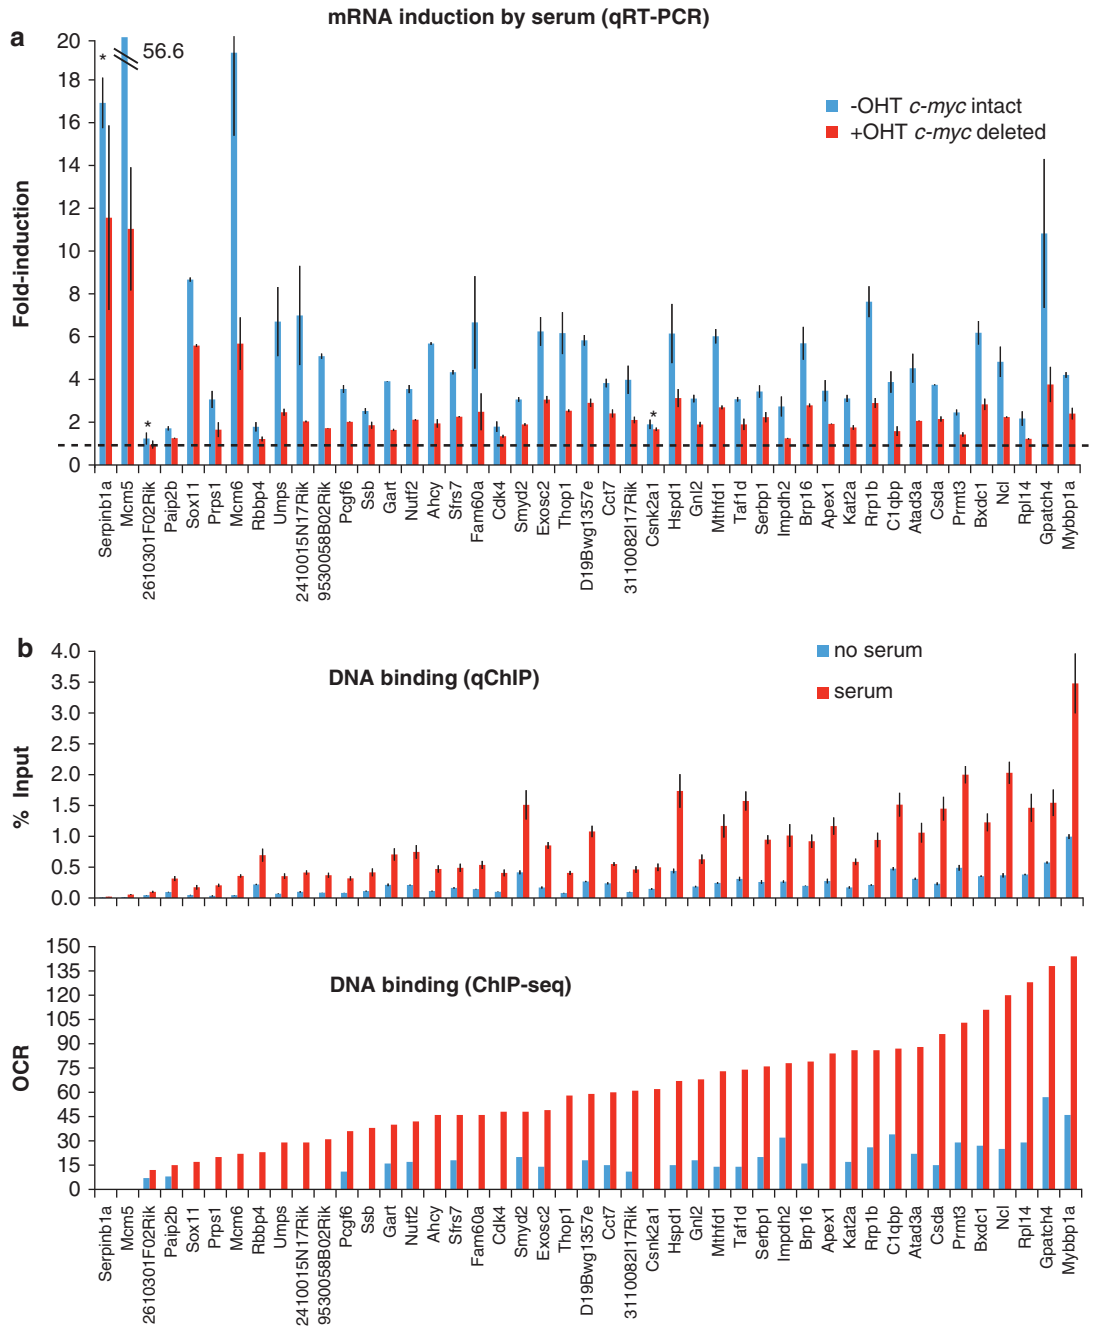 mRNA induction by serum (qRT-PCR)
a
20
18
16
14
12
10
8
6
4
2
0
Fold-induction
*
56.6
*
*
-OHT c-myc intact
+OHT c-myc deleted
Serpinb1a
Mcm5
2610301F02Rik
Paip2b
Sox11
Prps1
Mcm6
Rbbp4
Umps
2410015N17Rik
9530058B02Rik
Pcgf6
Ssb
Gart
Nutf2
Ahcy
Sfrs7
Fam60a
Cdk4
Smyd2
Exosc2
Thop1
D19Bwg1357e
Cct7
3110082I17Rik
Csnk2a1
Hspd1
Gnl2
Mthfd1
Taf1d
Serbp1
Impdh2
Brp16
Apex1
Kat2a
Rrp1b
C1qbp
Atad3a
Csda
Prmt3
Bxdc1
Ncl
Rpl14
Gpatch4
Mybbp1a
b
4.0
3.5
3.0
2.5
2.0
1.5
1.0
0.5
0.0
% Input
DNA binding (qChIP)
no serum
serum
150
135
120
105
90
75
60
45
30
15
0
OCR
DNA binding (ChIP-seq)
Serpinb1a
Mcm5
2610301F02Rik
Paip2b
Sox11
Prps1
Mcm6
Rbbp4
Umps
2410015N17Rik
9530058B02Rik
Pcgf6
Ssb
Gart
Nutf2
Ahcy
Sfrs7
Fam60a
Cdk4
Smyd2
Exosc2
Thop1
D19Bwg1357e
Cct7
3110082I17Rik
Csnk2a1
Hspd1
Gnl2
Mthfd1
Taf1d
Serbp1
Impdh2
Brp16
Apex1
Kat2a
Rrp1b
C1qbp
Atad3a
Csda
Prmt3
Bxdc1
Ncl
Rpl14
Gpatch4
Mybbp1a